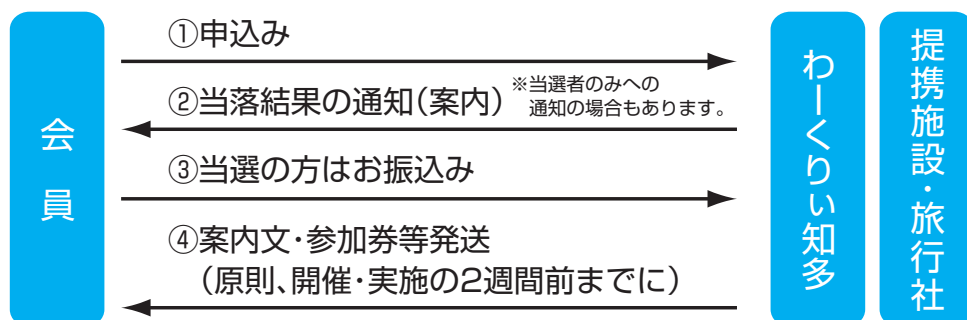 会員
①申込み
②当落結果の通知(案内)
※当選者のみへの
通知の場合もあります。
③当選の方はお振込み
④案内文・参加券等発送
(原則、開催・実施の2週間前までに)
わーくりぃ知多
提携施設・旅行社